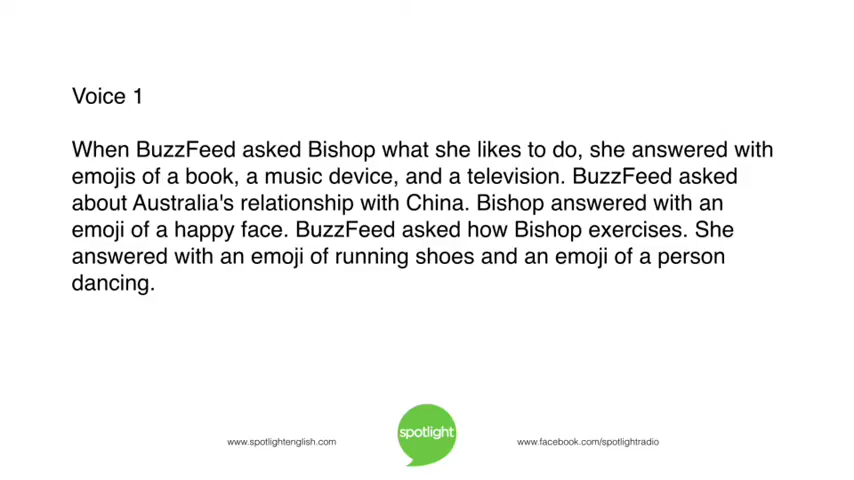 Voice 1
When BuzzFeed asked Bishop what she likes to do, she answered with
emojis of a book, a music device, and a television. BuzzFeed asked
about Australia's relationship with China. Bishop answered with an
emoji of a happy face. BuzzFeed asked how Bishop exercises. She
answered with an emoji of running shoes and an emoji of a person
dancing.
www.spotlightenglish.com
spotlight
www.facebook.com/spotlightradio